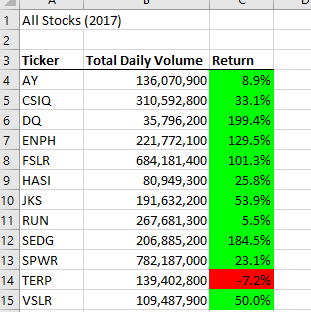 A B C D
1 All Stocks (2017)
2
3 Ticker Total Daily Volume Return
4 AY 136,070,900 8.9%
5 CSIQ 310,592,800 33.1%
6 DQ 35,796,200 199.4%
7 ENPH 221,772,100 129.5%
8 FSLR 684,181,400 101.3%
9 HASI 80,949,300 25.8%
10 JKS 191,632,200 53.9%
11 RUN 267,681,300 5.5%
12 SEDG 206,885,200 184.5%
13 SPWR 782,187,000 23.1%
14 TERP 139,402,800 -7.2%
15 VSLR 109,487,900 50.0%